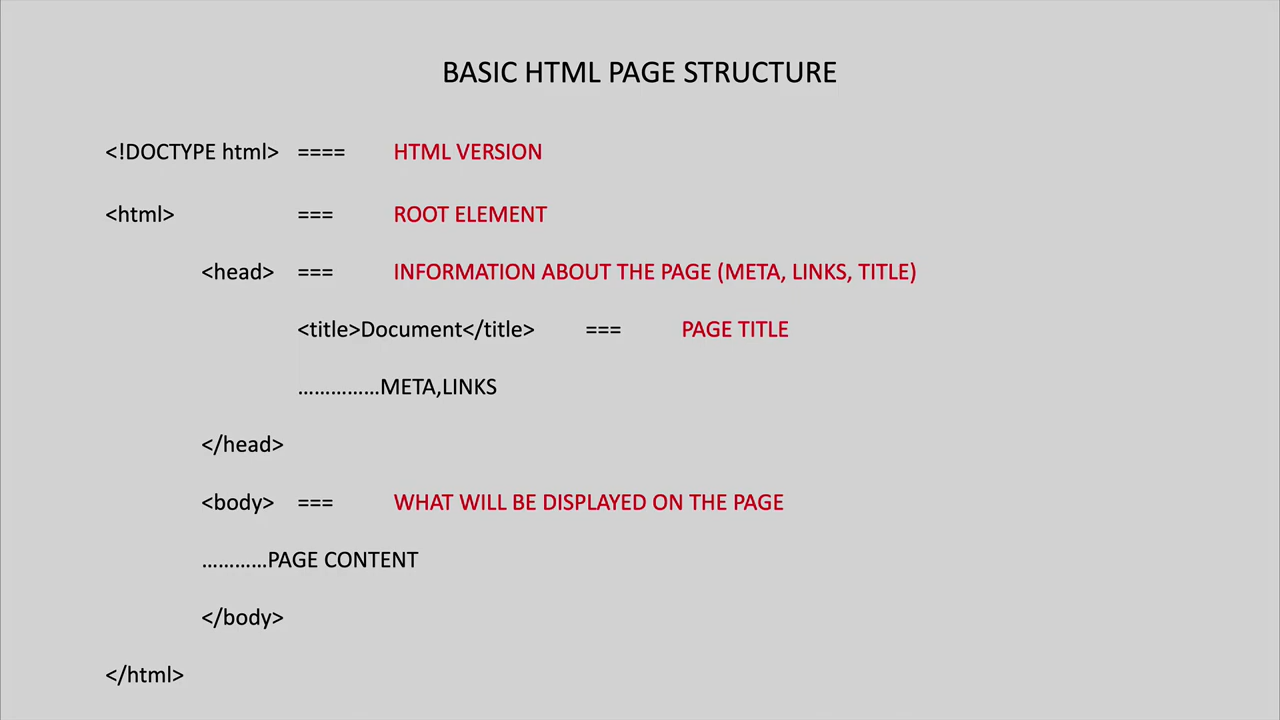 BASIC HTML PAGE STRUCTURE
<!DOCTYPE html> ==== HTML VERSION
<html> === ROOT ELEMENT
<head> === INFORMATION ABOUT THE PAGE (META, LINKS, TITLE)
<title>Document</title> === PAGE TITLE
……………META,LINKS
</head>
<body> === WHAT WILL BE DISPLAYED ON THE PAGE
…………PAGE CONTENT
</body>
</html>